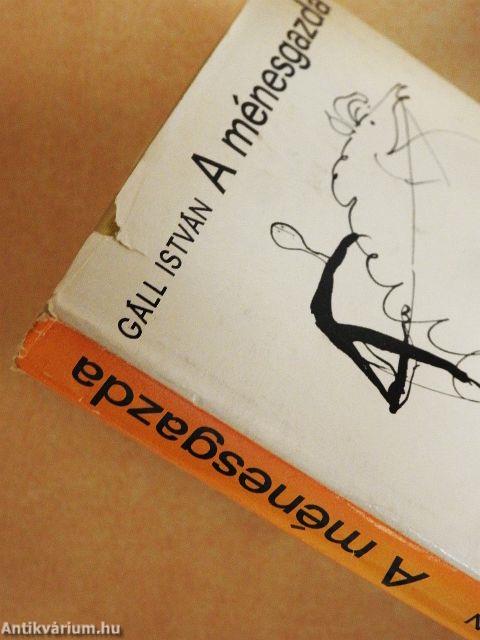 GÁLL ISTVÁN A ménesgazda
A ménesgazda
Antikvárium.hu